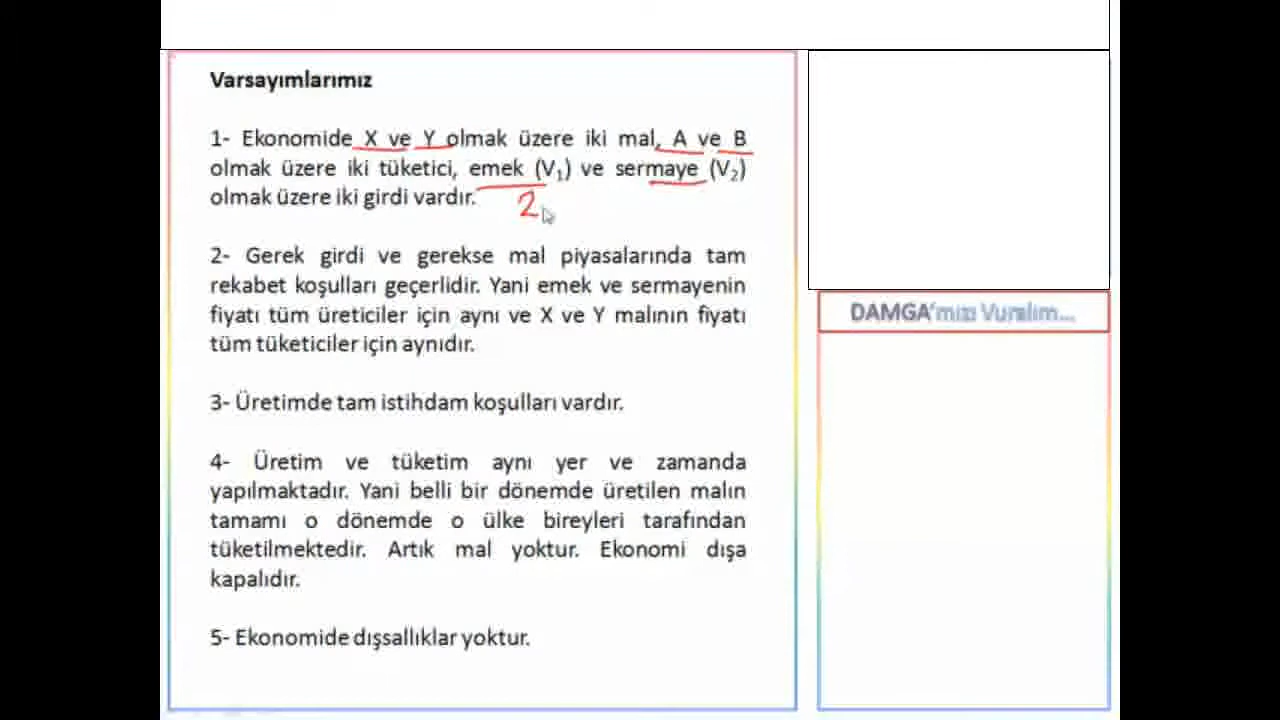 Varsayımlarımız
1- Ekonomide X ve Y olmak üzere iki mal, A ve B
olmak üzere iki tüketici, emek (V₁) ve sermaye (V₂)
olmak üzere iki girdi vardır.
2
2- Gerek girdi ve gerekse mal piyasalarında tam
rekabet koşulları geçerlidir. Yani emek ve sermayenin
fiyatı tüm üreticiler için aynı ve X ve Y malının fiyatı
tüm tüketiciler için aynıdır.
3- Üretimde tam istihdam koşulları vardır.
4- Üretim ve tüketim aynı yer ve zamanda
yapılmaktadır. Yani belli bir dönemde üretilen malın
tamamı o dönemde o ülke bireyleri tarafından
tüketilmektedir. Artık mal yoktur. Ekonomi dışa
kapalıdır.
5- Ekonomide dışsallıklar yoktur.
DAMGA'mızı Vuralım...